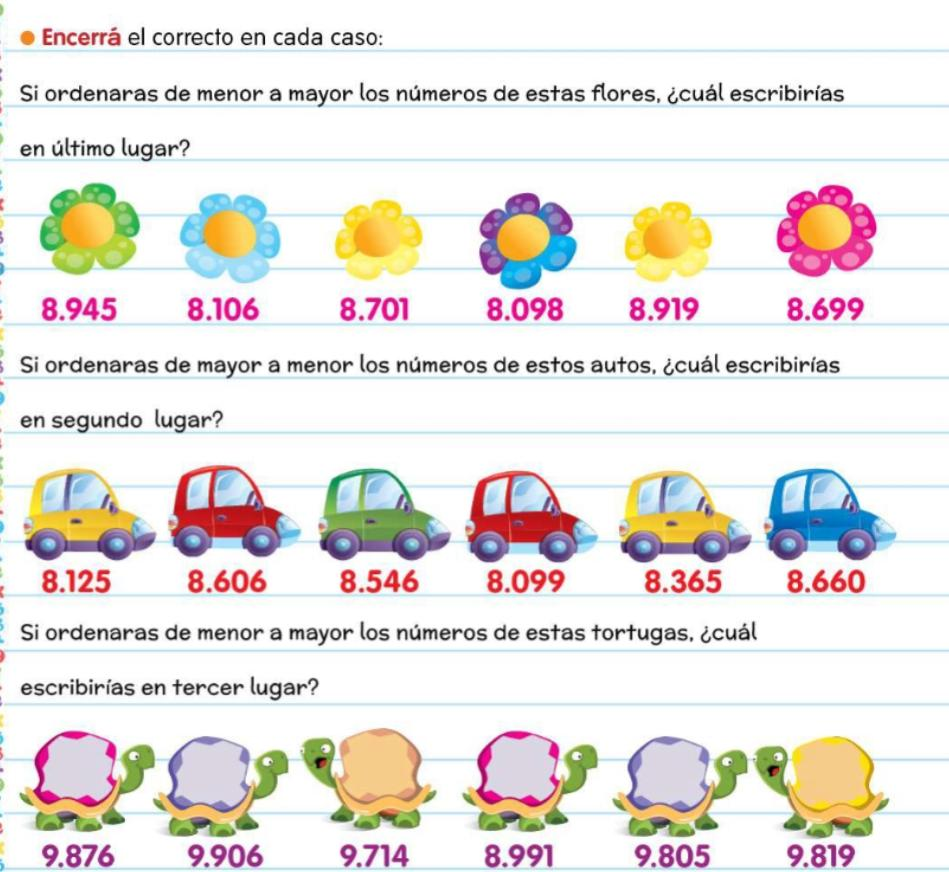 Encerrá el correcto en cada caso:
Si ordenaras de menor a mayor los números de estas flores, ¿cuál escribirías
en último lugar?
8.945 8.106 8.701 8.098 8.919 8.699
Si ordenaras de mayor a menor los números de estos autos, ¿cuál escribirías
en segundo lugar?
8.125 8.606 8.546 8.099 8.365 8.660
Si ordenaras de menor a mayor los números de estas tortugas, ¿cuál
escribirías en tercer lugar?
9.876 9.906 9.714 8.991 9.805 9.819